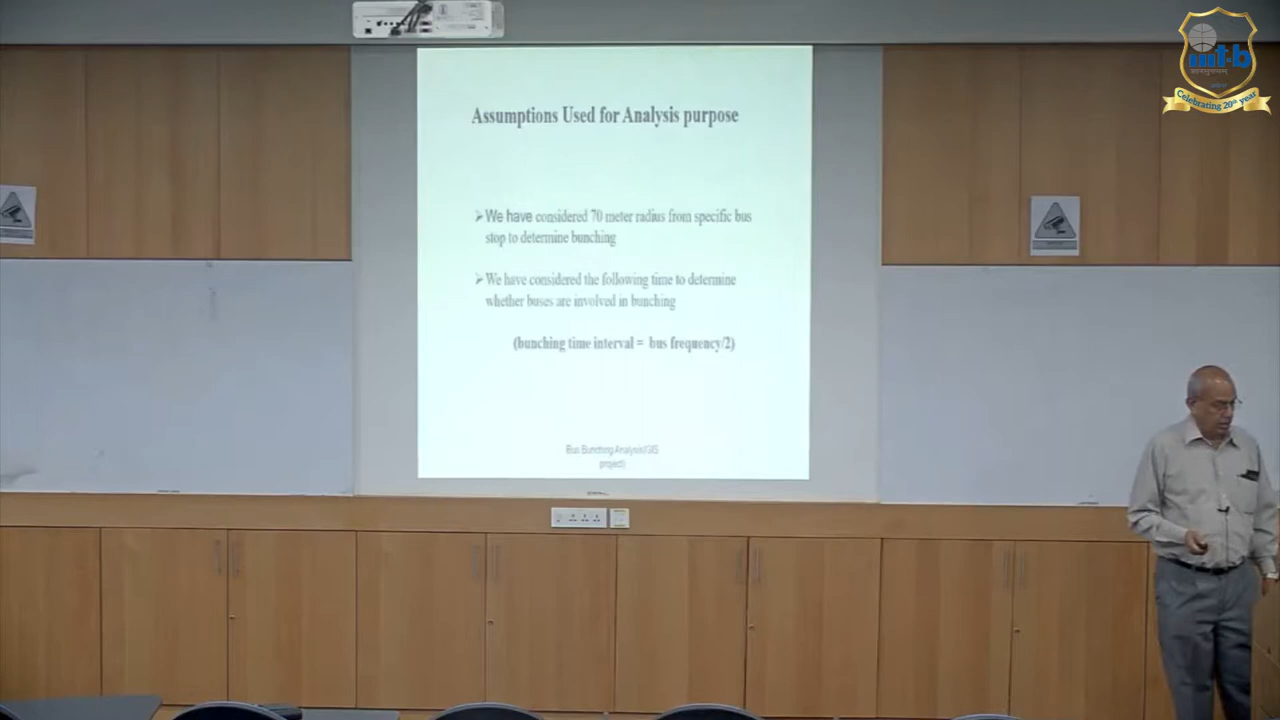 iiit-b
Celebrating 20th year
Assumptions Used for Analysis purpose
➢We have considered 70 meter radius from specific bus
stop to determine bunching
➢We have considered the following time to determine
whether buses are involved in bunching
(bunching time interval = bus frequency/2)
Bus Bunching Analysis(GIS
project)